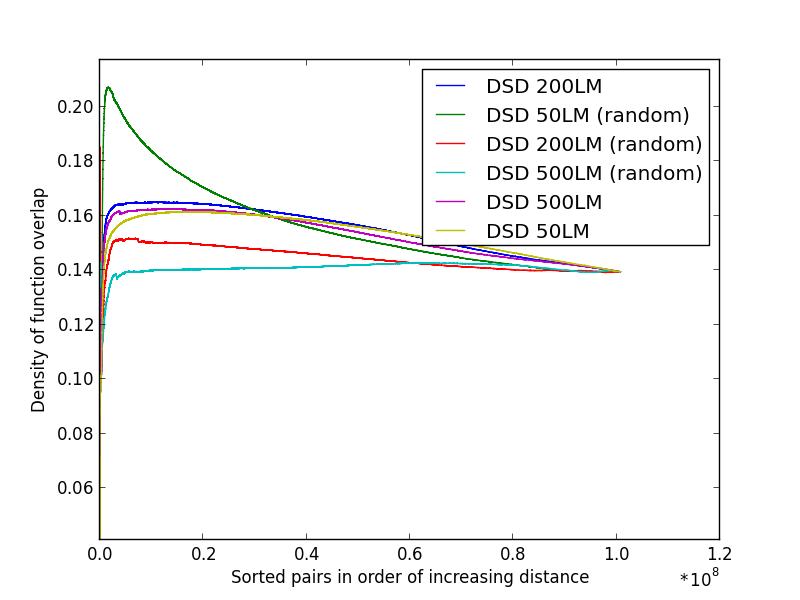 DSD 200LM
DSD 50LM (random)
DSD 200LM (random)
DSD 500LM (random)
DSD 500LM
DSD 50LM
0.20
0.18
0.16
0.14
0.12
0.10
0.08
0.06
Density of function overlap
0.0 0.2 0.4 0.6 0.8 1.0 1.2
Sorted pairs in order of increasing distance
*10^8